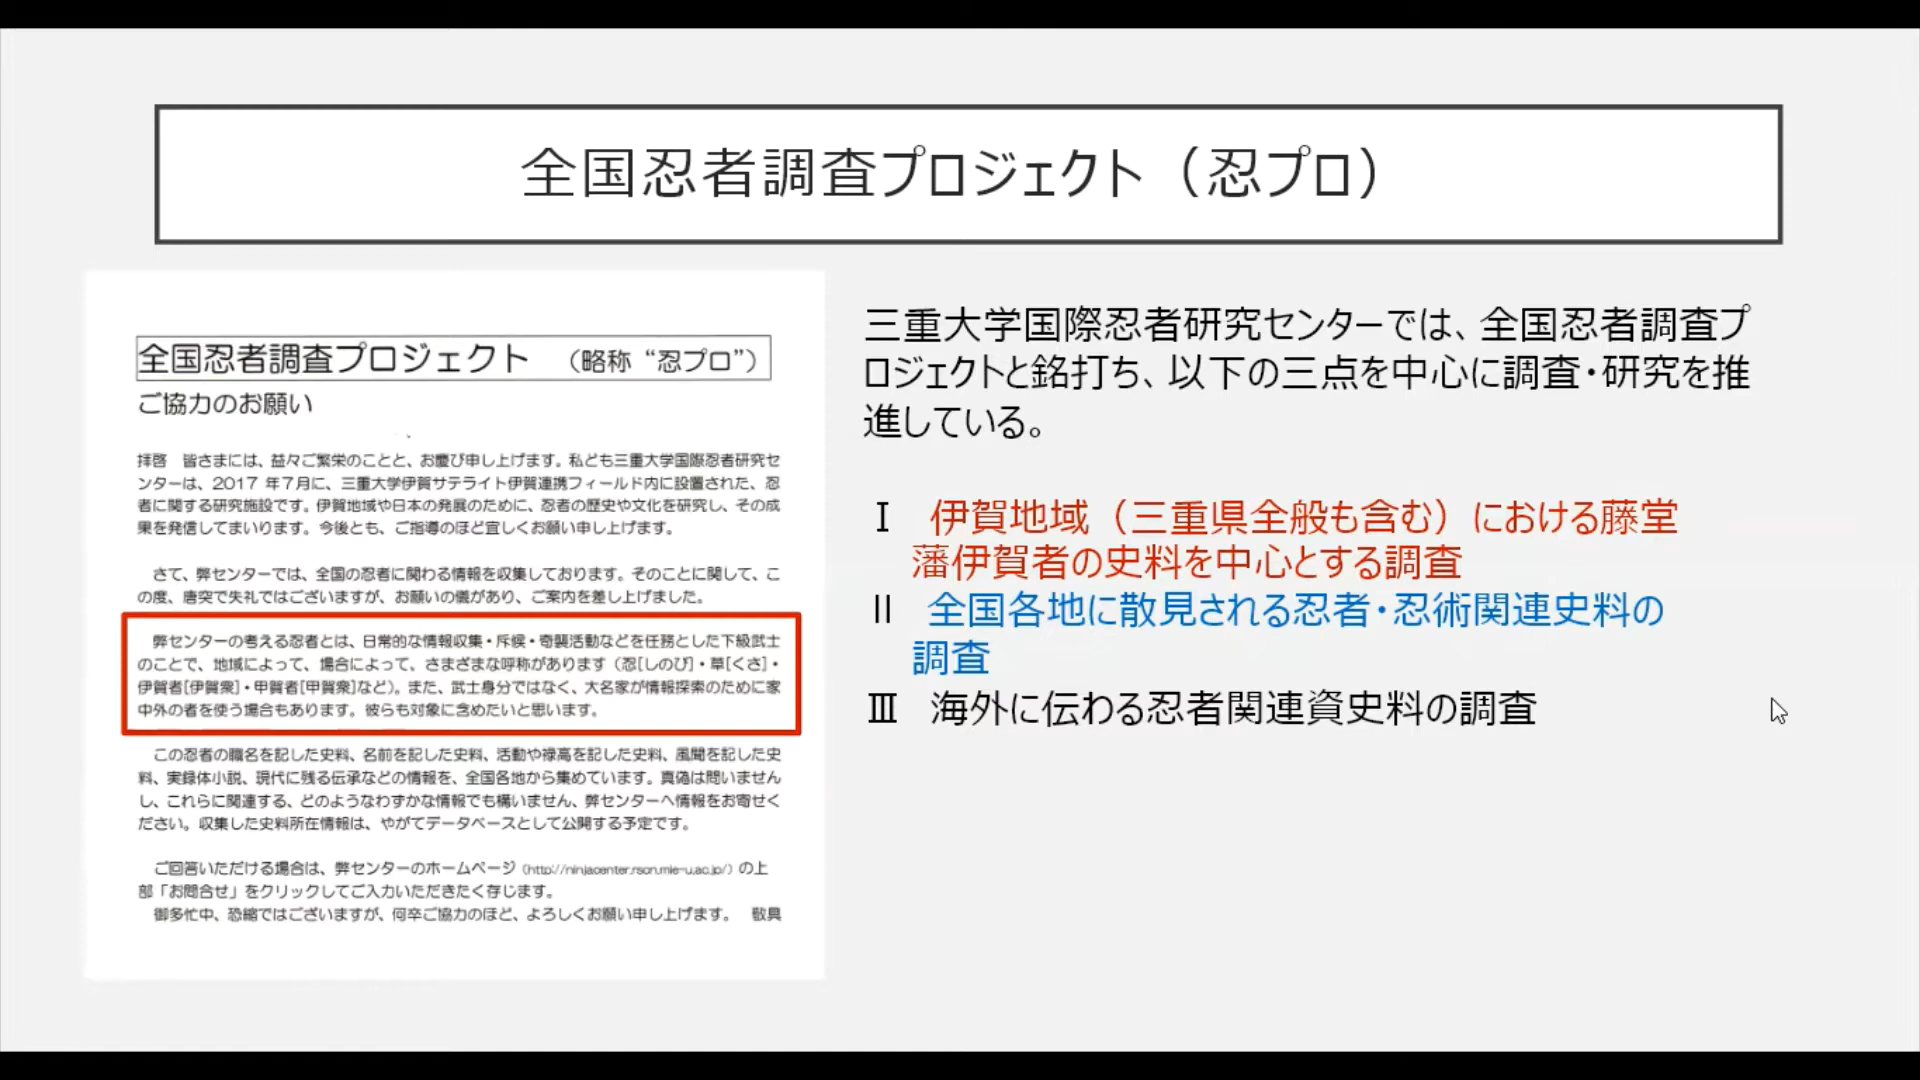 全国忍者調査プロジェクト（忍プロ）
全国忍者調査プロジェクト　（略称 “忍プロ”）
ご協力のお願い
拝啓　皆さまには、益々ご繁栄のことと、お慶び申し上げます。私ども三重大学国際忍者研究セ
ンターは、2017 年7月に、三重大学伊賀サテライト伊賀連携フィールド内に設置された、忍
者に関する研究施設です。伊賀地域や日本の発展のために、忍者の歴史や文化を研究し、その成
果を発信してまいります。今後とも、ご指導のほど宜しくお願い申し上げます。
さて、弊センターでは、全国の忍者に関わる情報を収集しております。そのことに関して、こ
の度、唐突で失礼ではございますが、お願いの儀があり、ご案内を差し上げました。
弊センターの考える忍者とは、日常的な情報収集・斥候・奇襲活動などを任務とした下級武士
のことで、地域によって、場合によって、さまざまな呼称があります（忍[しのび]・草[くさ]・
伊賀者[伊賀衆]・甲賀者[甲賀衆]など）。また、武士身分ではなく、大名家が情報探索のために家
中外の者を使う場合もあります。彼らも対象に含めたいと思います。
この忍者の職名を記した史料、名前を記した史料、活動や禄高を記した史料、風聞を記した史
料、実録体小説、現代に残る伝承などの情報を、全国各地から集めています。真偽は問いません
し、これらに関連する、どのようなわずかな情報でも構いません、弊センターへ情報をお寄せく
ださい。収集した史料所在情報は、やがてデータベースとして公開する予定です。
ご回答いただける場合は、弊センターのホームページ（http://ninjacenter.rscn.mie-u.ac.jp/）の上
部「お問合せ」をクリックしてご入力いただきたく存じます。
御多忙中、恐縮ではございますが、何卒ご協力のほど、よろしくお願い申し上げます。　敬具
三重大学国際忍者研究センターでは、全国忍者調査プ
ロジェクトと銘打ち、以下の三点を中心に調査・研究を推
進している。
Ⅰ　伊賀地域（三重県全般も含む）における藤堂
藩伊賀者の史料を中心とする調査
Ⅱ　全国各地に散見される忍者・忍術関連史料の
調査
Ⅲ　海外に伝わる忍者関連資史料の調査